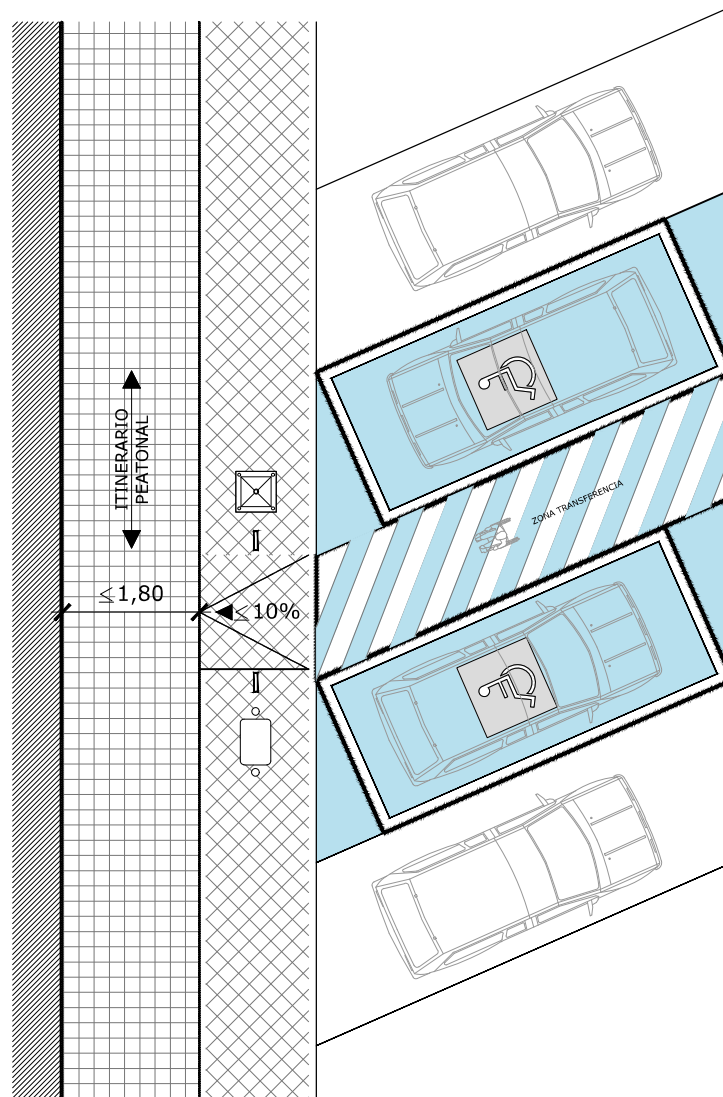 ITINERARIO
PEATONAL
ZONA TRANSFERENCIA
≤1,80
≤10%